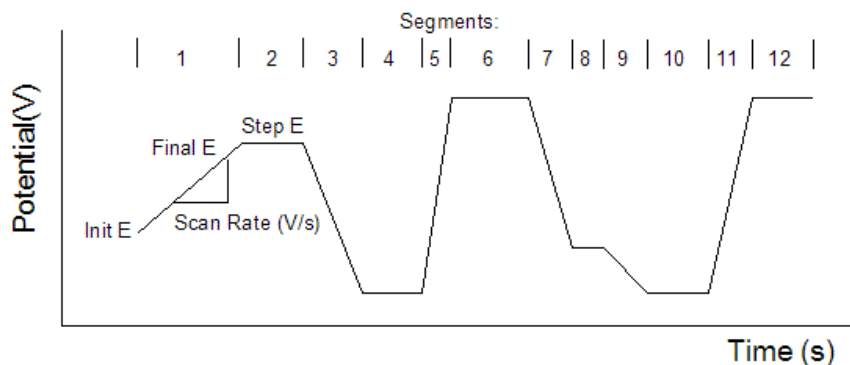 Segments:
1 2 3 4 5 6 7 8 9 10 11 12
Potential(V)
Step E
Final E
Scan Rate (V/s)
Init E
Time (s)